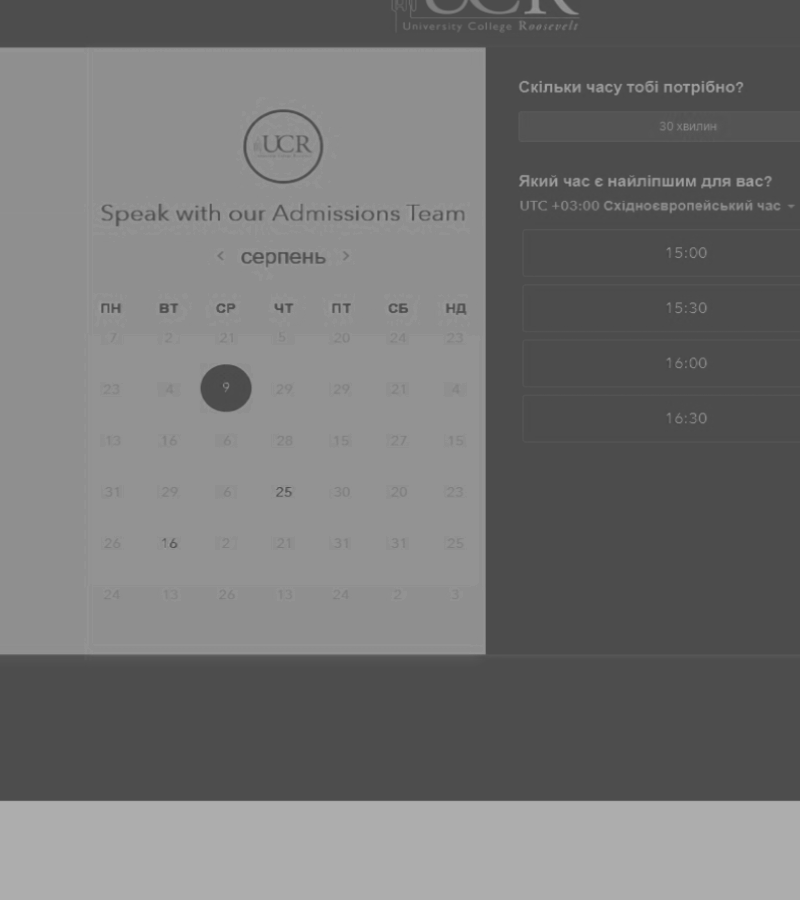 UCR
University College Roosevelt
UCR
Speak with our Admissions Team
< серпень >
ПН ВТ СР ЧТ ПТ СБ НД
7 2 21 5 20 24 23
23 4 9 29 29 21 4
13 16 6 28 15 27 15
31 29 6 25 30 20 23
26 16 2 21 31 31 25
24 13 26 13 24 2 3
Скільки часу тобі потрібно?
30 хвилин
Який час є найліпшим для вас?
UTC +03:00 Східноєвропейський час
15:00
15:30
16:00
16:30